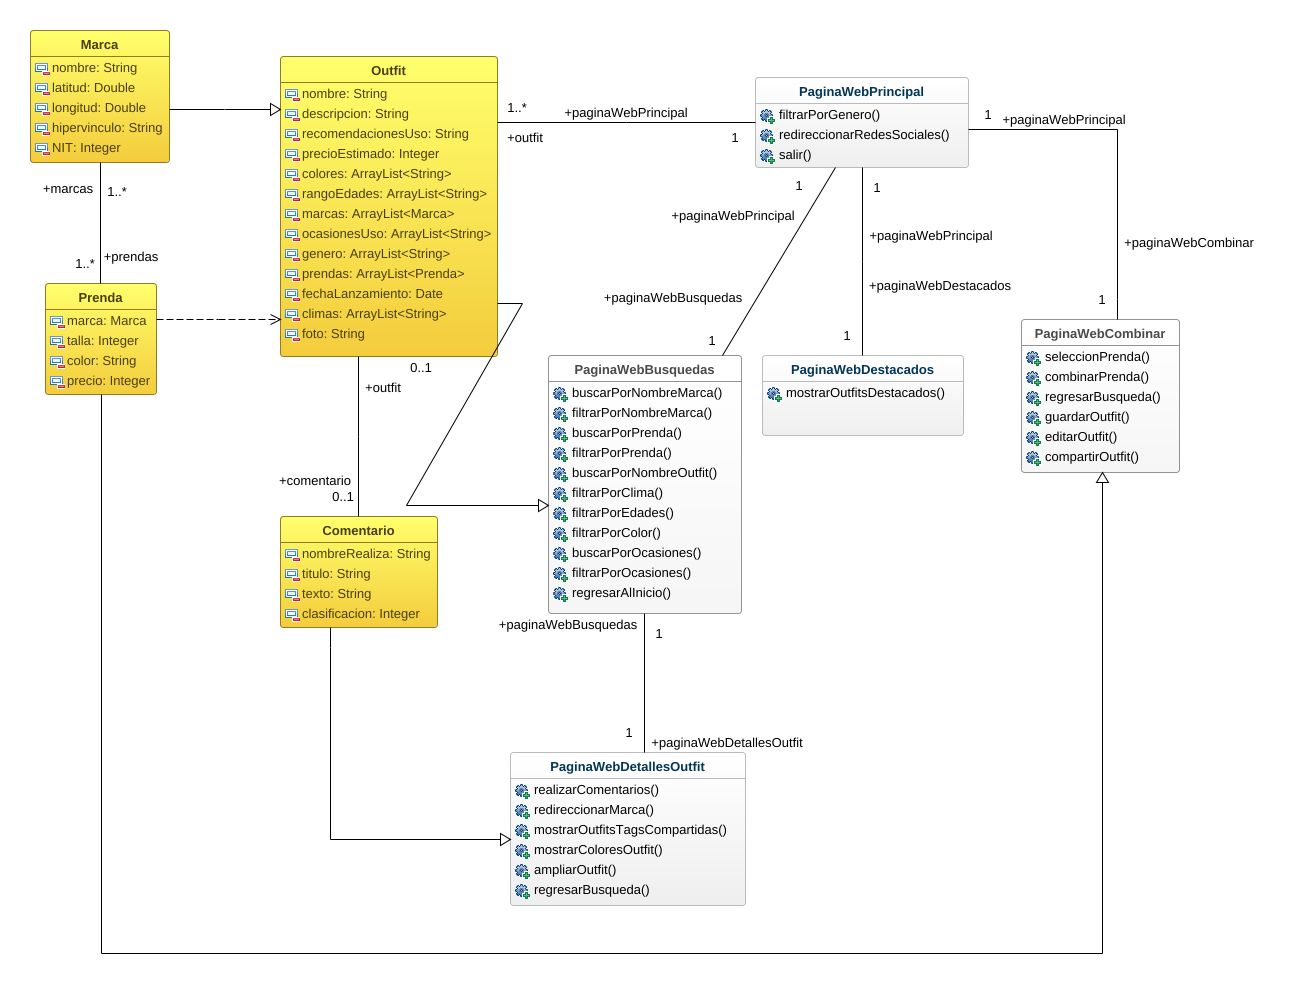 Marca
nombre: String
latitud: Double
longitud: Double
hipervinculo: String
NIT: Integer
+marcas
1..*
1..*
+prendas
Prenda
marca: Marca
talla: Integer
color: String
precio: Integer
Outfit
nombre: String
descripcion: String
recomendacionesUso: String
precioEstimado: Integer
colores: ArrayList<String>
rangoEdades: ArrayList<String>
marcas: ArrayList<Marca>
ocasionesUso: ArrayList<String>
genero: ArrayList<String>
prendas: ArrayList<Prenda>
fechaLanzamiento: Date
climas: ArrayList<String>
foto: String
1..*
+paginaWebPrincipal
+outfit
1
PaginaWebPrincipal
filtrarPorGenero()
redireccionarRedesSociales()
salir()
1
+paginaWebPrincipal
+paginaWebCombinar
1
1
+paginaWebPrincipal
+paginaWebBusquedas
1
1
+paginaWebPrincipal
+paginaWebDestacados
1
PaginaWebCombinar
seleccionPrenda()
combinarPrenda()
regresarBusqueda()
guardarOutfit()
editarOutfit()
compartirOutfit()
PaginaWebDestacados
mostrarOutfitsDestacados()
PaginaWebBusquedas
buscarPorNombreMarca()
filtrarPorNombreMarca()
buscarPorPrenda()
filtrarPorPrenda()
buscarPorNombreOutfit()
filtrarPorClima()
filtrarPorEdades()
filtrarPorColor()
buscarPorOcasiones()
filtrarPorOcasiones()
regresarAlInicio()
0..1
+outfit
+comentario
0..1
Comentario
nombreRealiza: String
titulo: String
texto: String
clasificacion: Integer
+paginaWebBusquedas
1
1
+paginaWebDetallesOutfit
PaginaWebDetallesOutfit
realizarComentarios()
redireccionarMarca()
mostrarOutfitsTagsCompartidas()
mostrarColoresOutfit()
ampliarOutfit()
regresarBusqueda()